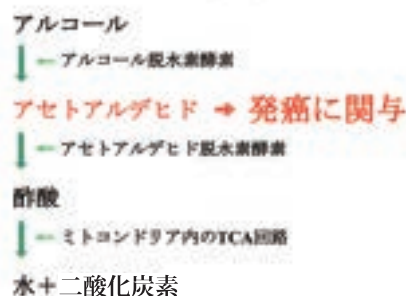 アルコール
← アルコール脱水素酵素
アセトアルデヒド ➡ 発癌に関与
← アセトアルデヒド脱水素酵素
酢酸
← ミトコンドリア内のTCA回路
水＋二酸化炭素